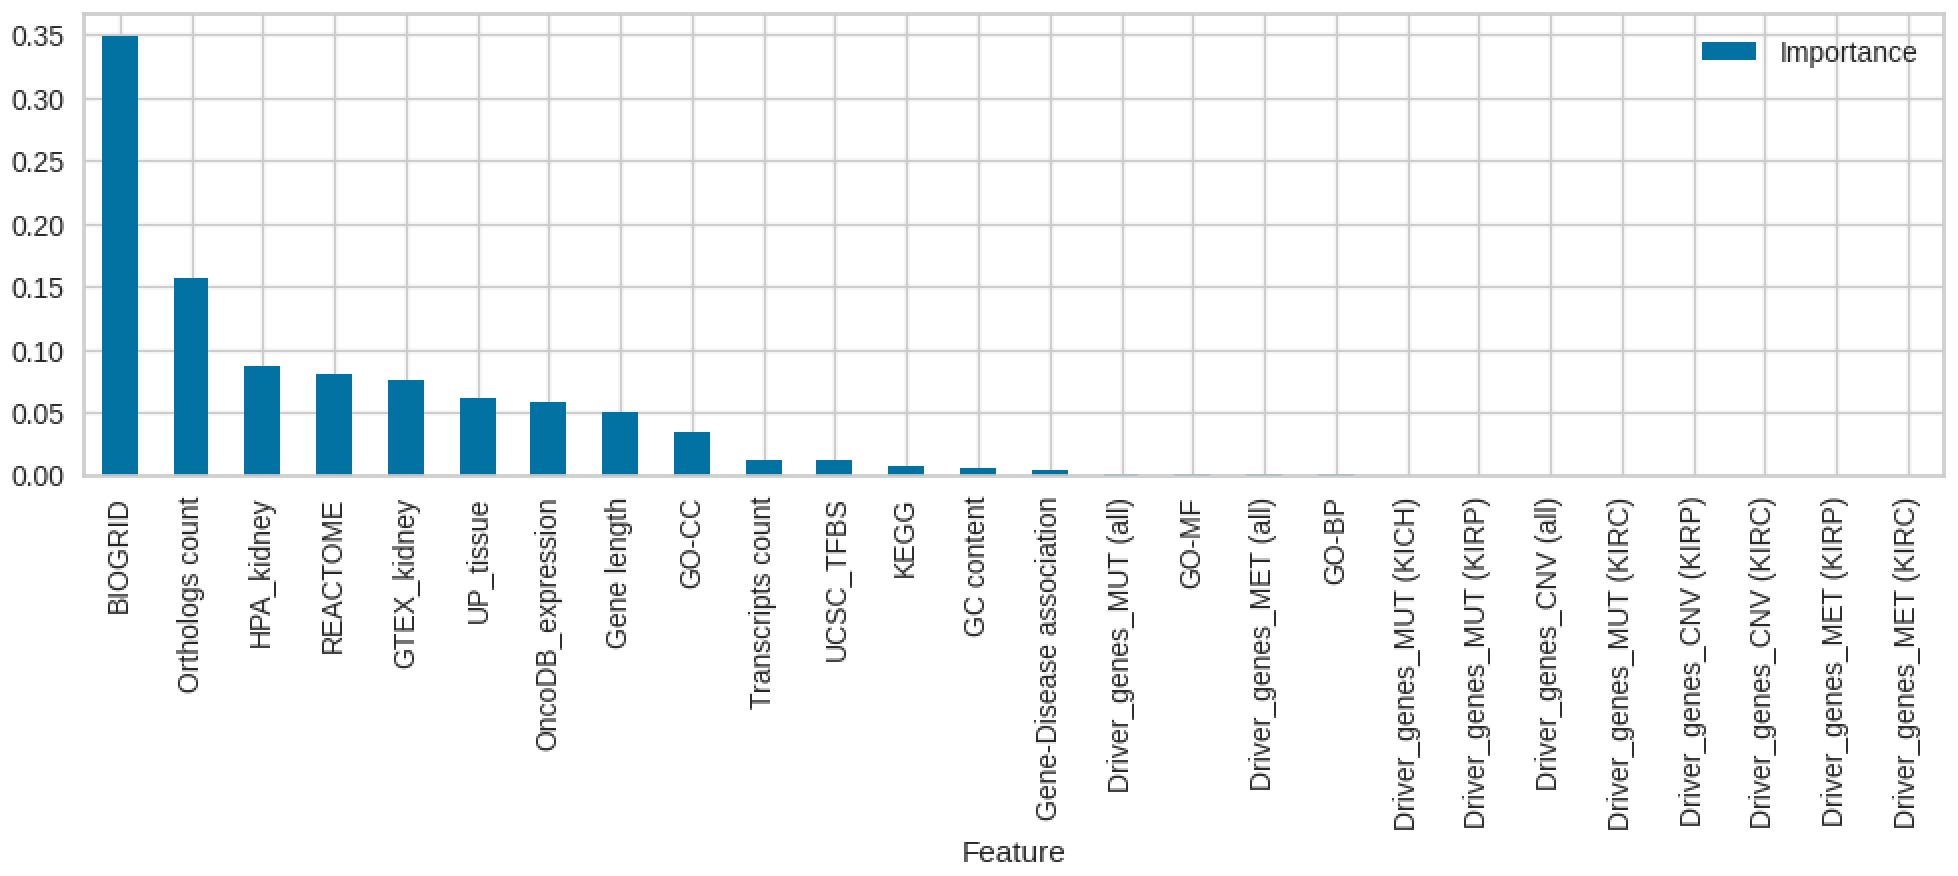 0.35
0.30
0.25
0.20
0.15
0.10
0.05
0.00
Importance
BIOGRID
Orthologs count
HPA_kidney
REACTOME
GTEX_kidney
UP_tissue
OncoDB_expression
Gene length
GO-CC
Transcripts count
UCSC_TFBS
KEGG
GC content
Gene-Disease association
Driver_genes_MUT (all)
GO-MF
Driver_genes_MET (all)
GO-BP
Driver_genes_MUT (KICH)
Driver_genes_MUT (KIRP)
Driver_genes_CNV (all)
Driver_genes_MUT (KIRC)
Driver_genes_CNV (KIRP)
Driver_genes_CNV (KIRC)
Driver_genes_MET (KIRP)
Driver_genes_MET (KIRC)
Feature